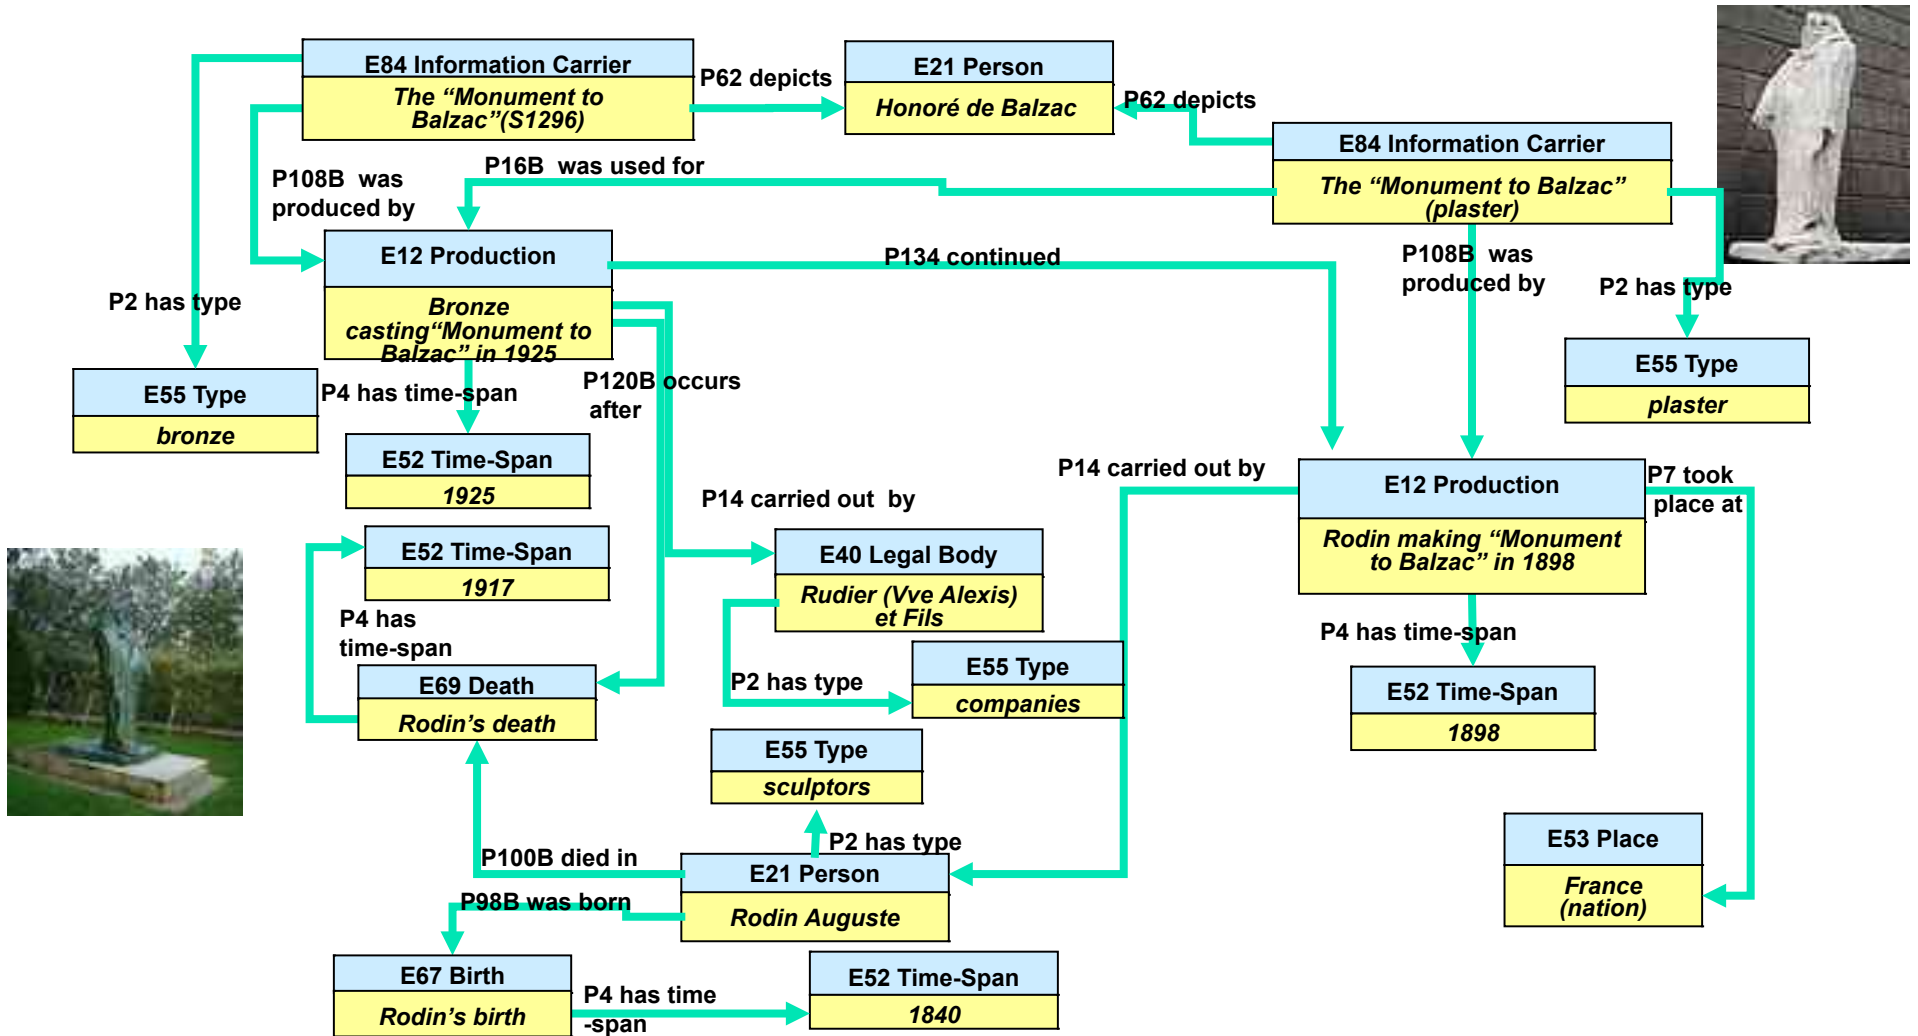 E84 Information Carrier
The “Monument to
Balzac”(S1296)
P62 depicts
E21 Person
Honoré de Balzac
P62 depicts
E84 Information Carrier
The “Monument to Balzac”
(plaster)
P16B  was used for
P108B  was
produced by
E12 Production
Bronze
casting“Monument to
Balzac” in 1925
P134 continued
P108B  was
produced by
P2 has type
P2 has type
E55 Type
bronze
P4 has time-span
P120B occurs
after
E55 Type
plaster
E52 Time-Span
1925
P14 carried out  by
P14 carried out by
E12 Production
Rodin making “Monument
to Balzac” in 1898
P7 took
place at
E52 Time-Span
1917
E40 Legal Body
Rudier (Vve Alexis)
et Fils
P4 has
time-span
P4 has time-span
E69 Death
Rodin’s death
P2 has type
E55 Type
companies
E52 Time-Span
1898
E55 Type
sculptors
P2 has type
P100B died in
E21 Person
Rodin Auguste
P98B was born
E53 Place
France
(nation)
E67 Birth
Rodin’s birth
P4 has time
-span
E52 Time-Span
1840